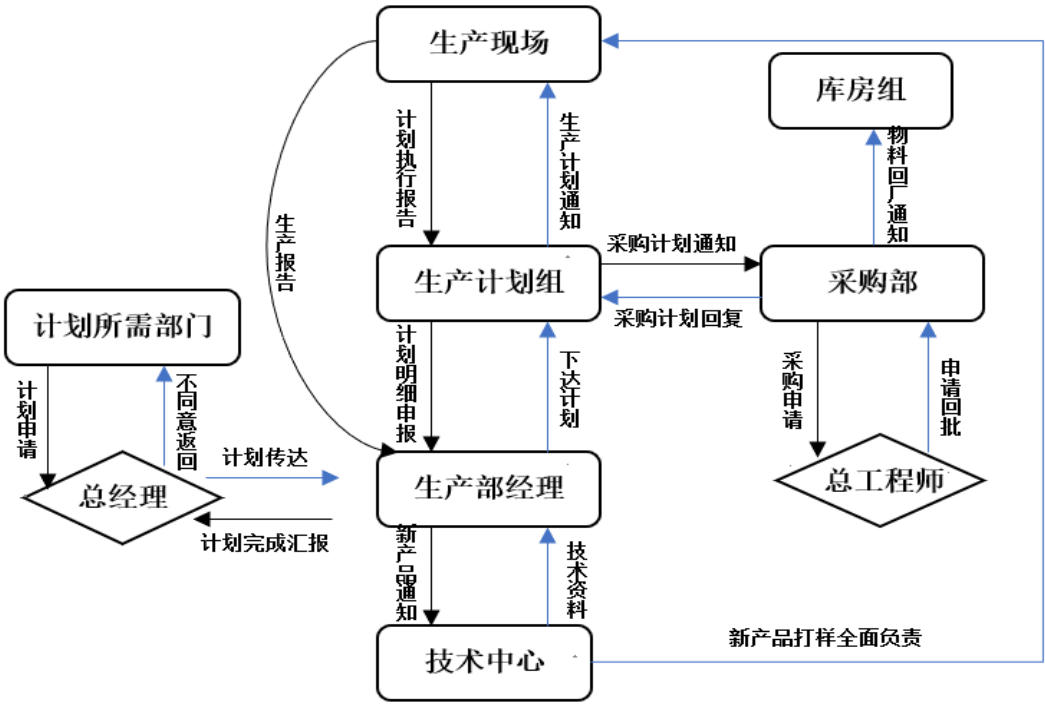 生产现场
库房组
计划执行报告
生产计划通知
物料回厂通知
生产报告
采购计划通知
生产计划组
采购部
采购计划回复
计划所需部门
计划申请
不同意返回
计划明细申报
下达计划
采购申请
申请回批
计划传达
总经理
生产部经理
总工程师
计划完成汇报
新产品通知
技术资料
新产品打样全面负责
技术中心